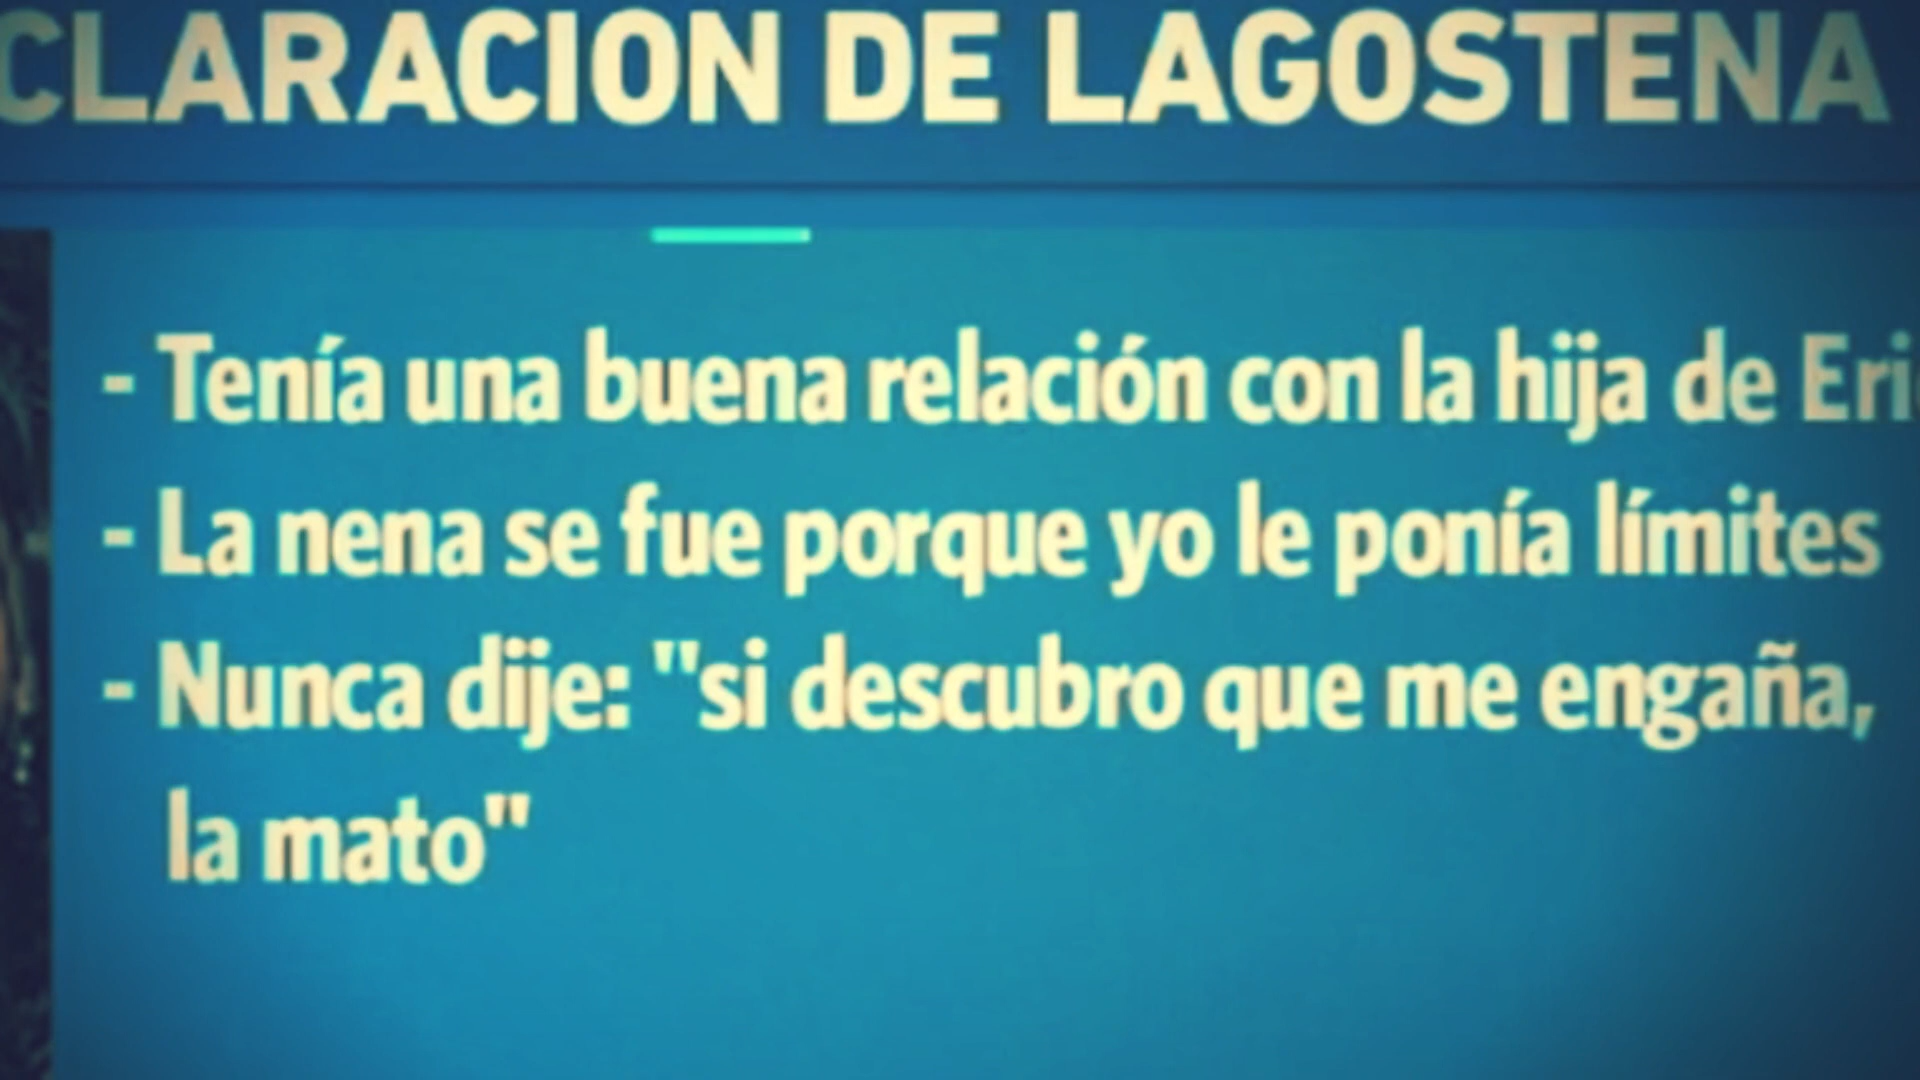 CLARACION DE LAGOSTENA
- Tenía una buena relación con la hija de Eri
- La nena se fue porque yo le ponía límites
- Nunca dije: "si descubro que me engaña,
la mato"